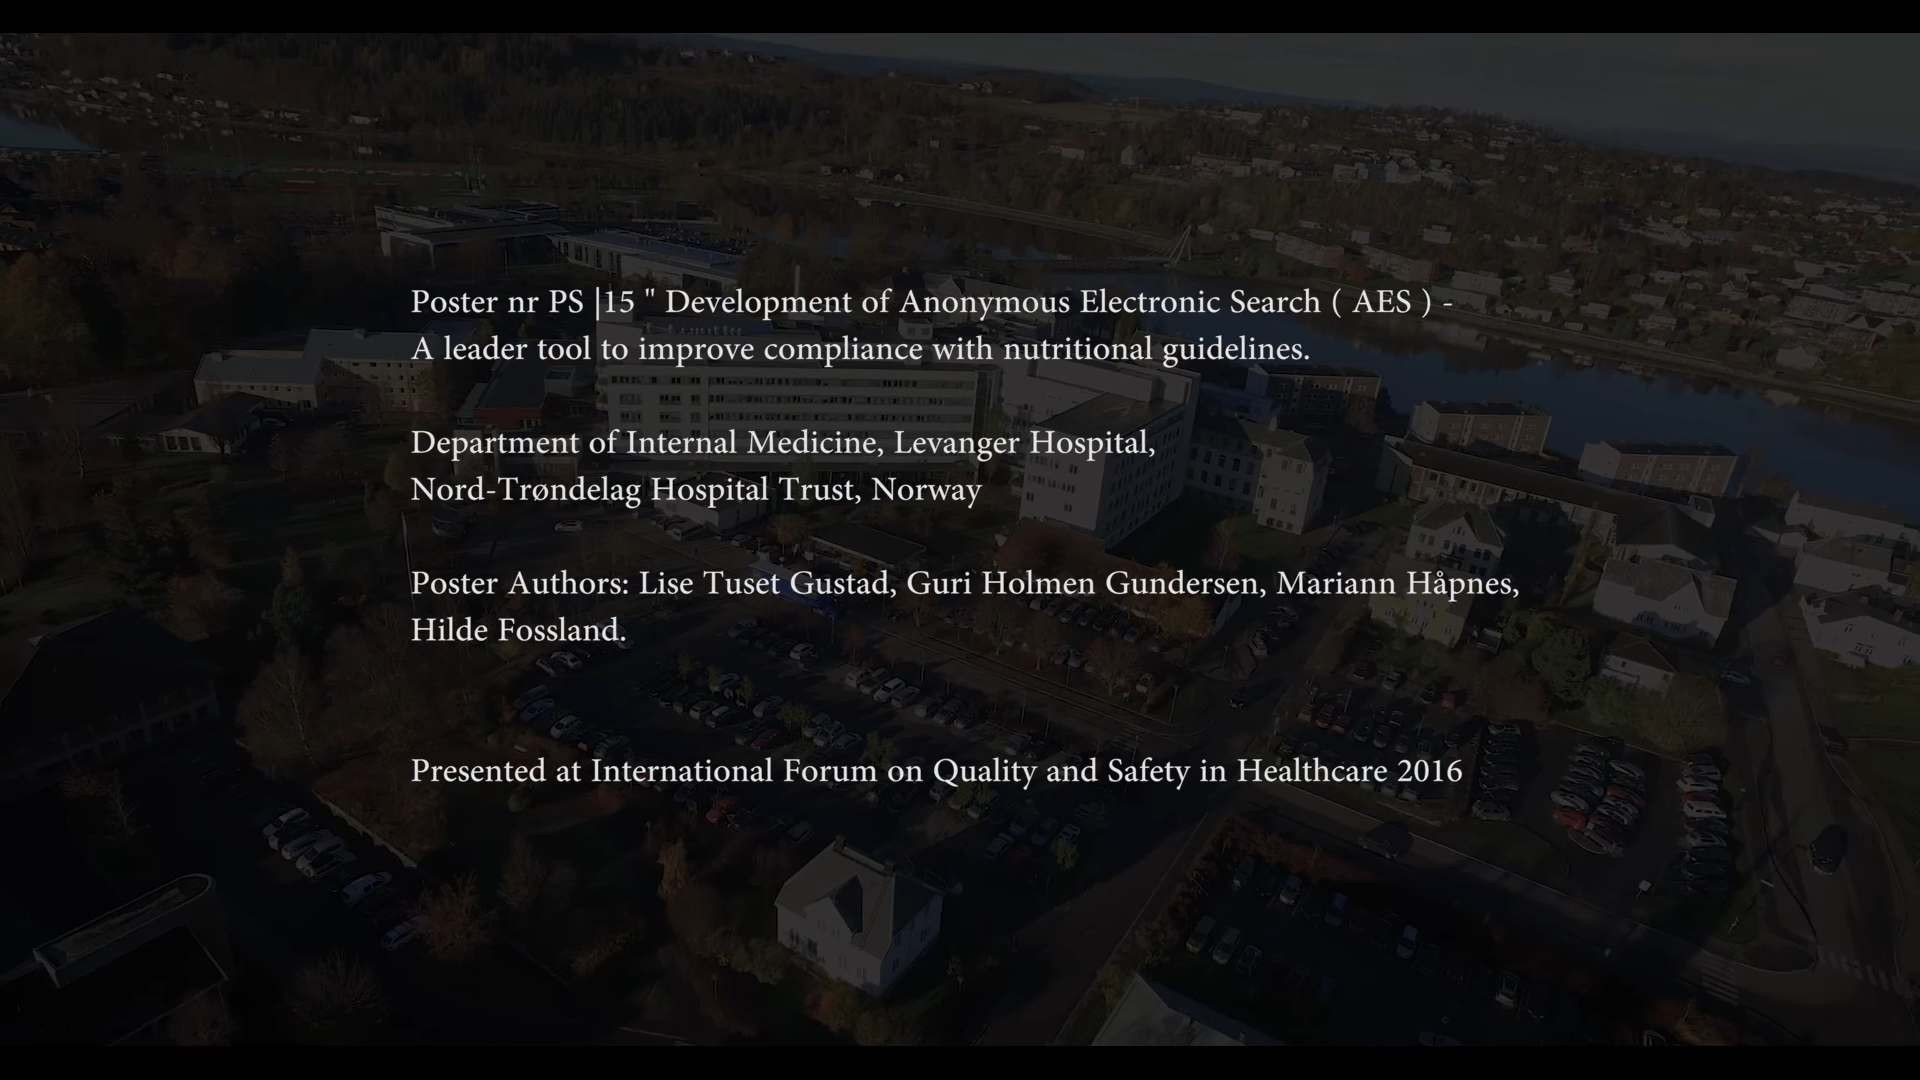 Poster nr PS |15 " Development of Anonymous Electronic Search ( AES ) -
A leader tool to improve compliance with nutritional guidelines.
Department of Internal Medicine, Levanger Hospital,
Nord-Trøndelag Hospital Trust, Norway
Poster Authors: Lise Tuset Gustad, Guri Holmen Gundersen, Mariann Håpnes,
Hilde Fossland.
Presented at International Forum on Quality and Safety in Healthcare 2016